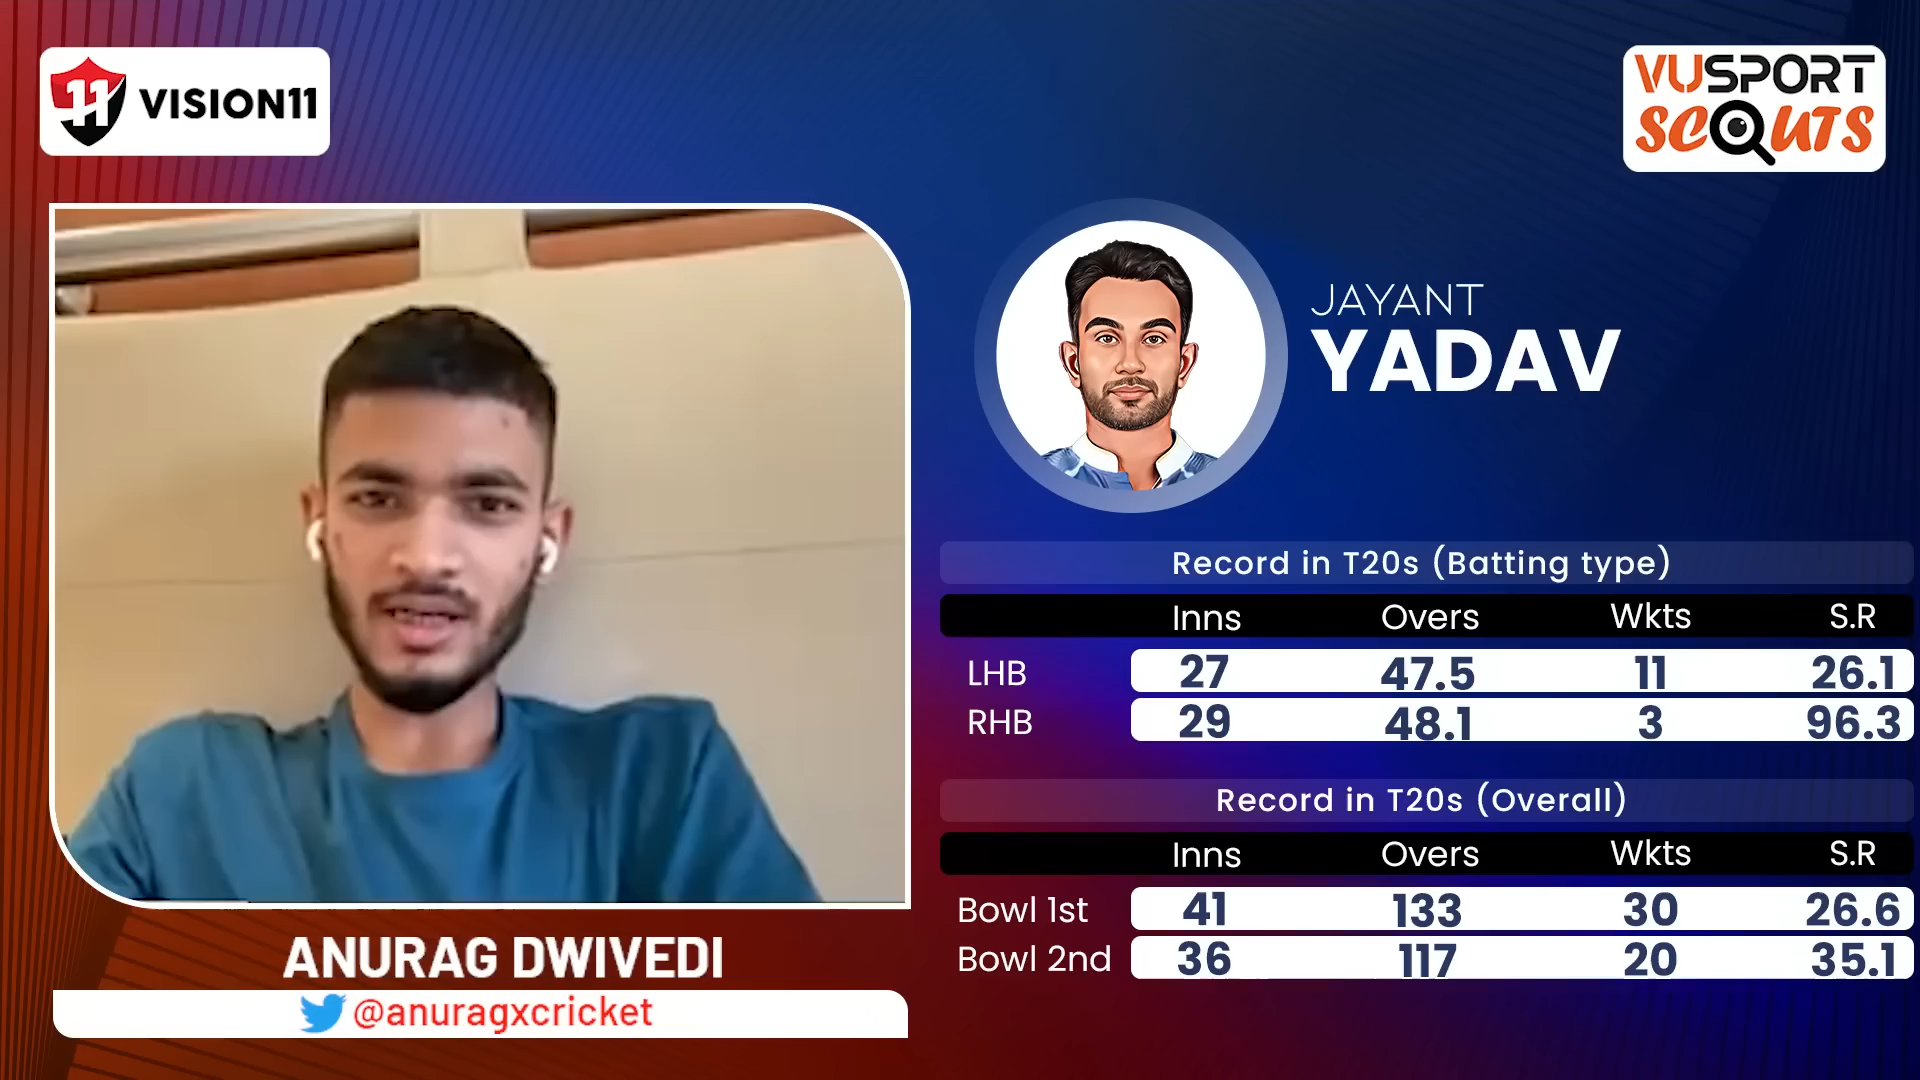 VISION11
VUSPORT
SCOUTS
JAYANT
YADAV
Record in T20s (Batting type)
Inns Overs Wkts S.R
LHB 27 47.5 11 26.1
RHB 29 48.1 3 96.3
Record in T20s (Overall)
Inns Overs Wkts S.R
Bowl 1st 41 133 30 26.6
Bowl 2nd 36 117 20 35.1
ANURAG DWIVEDI
@anuragxcricket